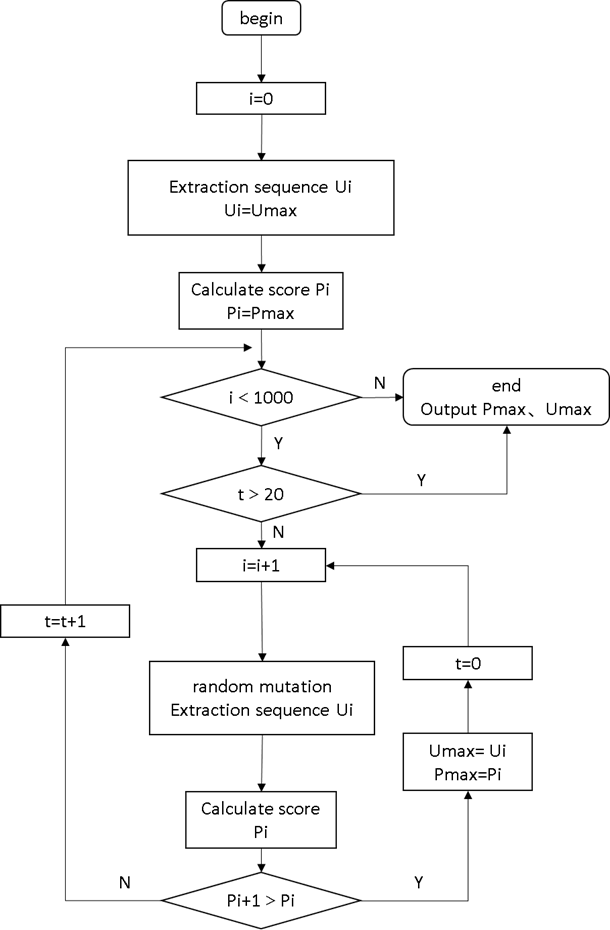 begin
i=0
Extraction sequence Ui
Ui=Umax
Calculate score Pi
Pi=Pmax
i < 1000
N
end
Output Pmax、Umax
Y
t > 20
Y
N
i=i+1
t=t+1
t=0
random mutation
Extraction sequence Ui
Umax= Ui
Pmax=Pi
Calculate score
Pi
N
Pi+1 > Pi
Y